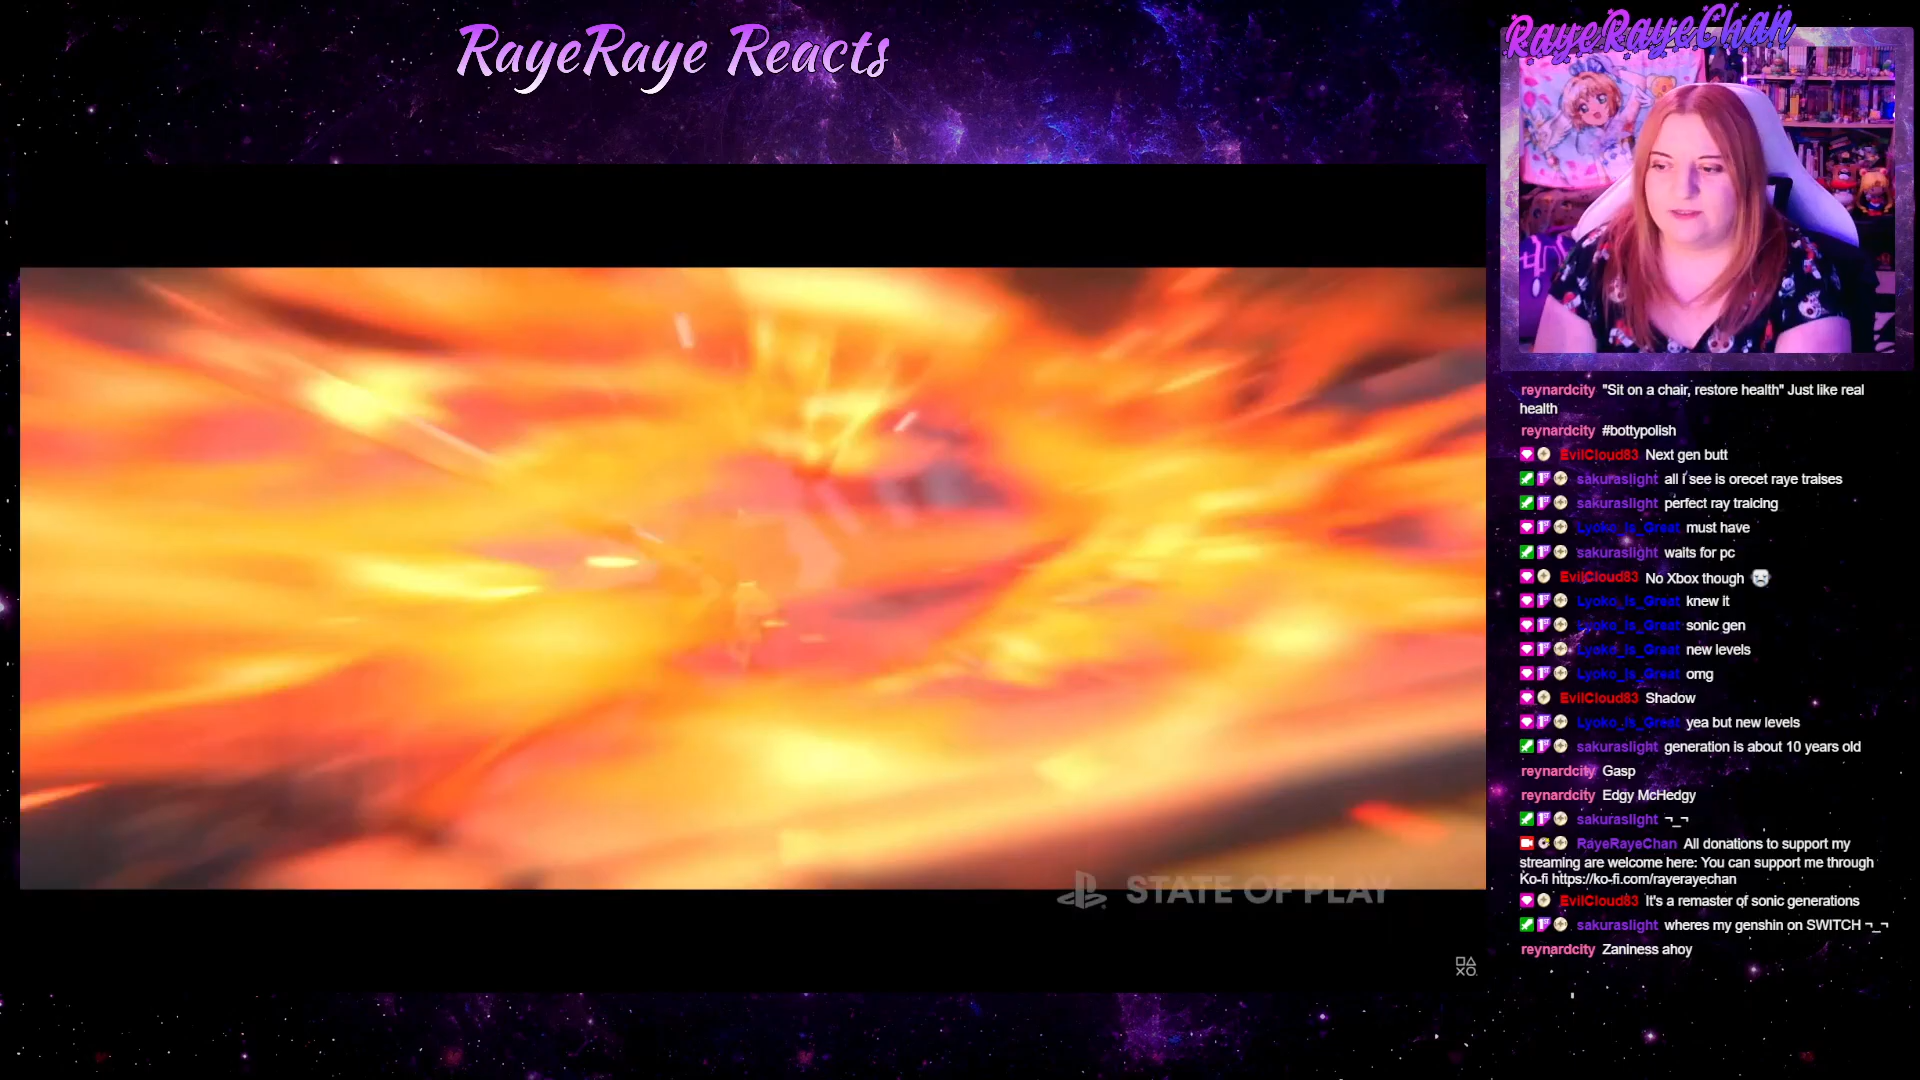 RayeRaye Reacts
RayeRayeChan
reynardcity "Sit on a chair, restore health" Just like real
health
reynardcity #bottypolish
EvilCloud83 Next gen butt
sakuraslight all i see is orecet raye traises
sakuraslight perfect ray traicing
Lyoko_Is_Great must have
sakuraslight waits for pc
EvilCloud83 No Xbox though
Lyoko_Is_Great knew it
Lyoko_Is_Great sonic gen
Lyoko_Is_Great new levels
Lyoko_Is_Great omg
EvilCloud83 Shadow
Lyoko_Is_Great yea but new levels
sakuraslight generation is about 10 years old
reynardcity Gasp
reynardcity Edgy McHedgy
sakuraslight ¬_¬
RayeRayeChan All donations to support my
streaming are welcome here: You can support me through
Ko-fi https://ko-fi.com/rayerayechan
EvilCloud83 It's a remaster of sonic generations
sakuraslight wheres my genshin on SWITCH ¬_¬
reynardcity Zaniness ahoy
STATE OF PLAY